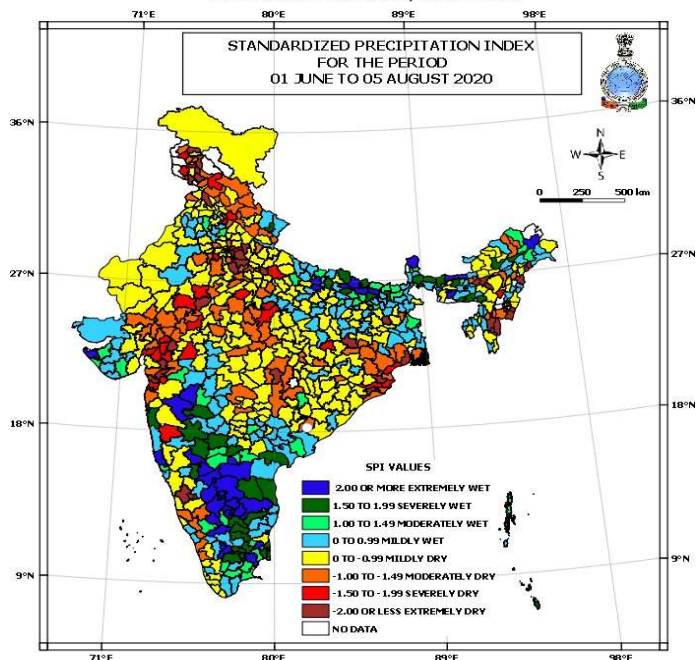 71°E 80°E 89°E 98°E
STANDARDIZED PRECIPITATION INDEX
FOR THE PERIOD
01 JUNE TO 05 AUGUST 2020
36°N 36°N
N
W E
S
0 250 500 km
27°N 27°N
18°N 18°N
SPI VALUES
2.00 OR MORE EXTREMELY WET
1.50 TO 1.99 SEVERELY WET
1.00 TO 1.49 MODERATELY WET
0 TO 0.99 MILDLY WET
0 TO -0.99 MILDLY DRY
-1.00 TO -1.49 MODERATELY DRY
-1.50 TO -1.99 SEVERELY DRY
-2.00 OR LESS EXTREMELY DRY
NO DATA
9°N 9°N
71°E 80°E 89°E 98°E